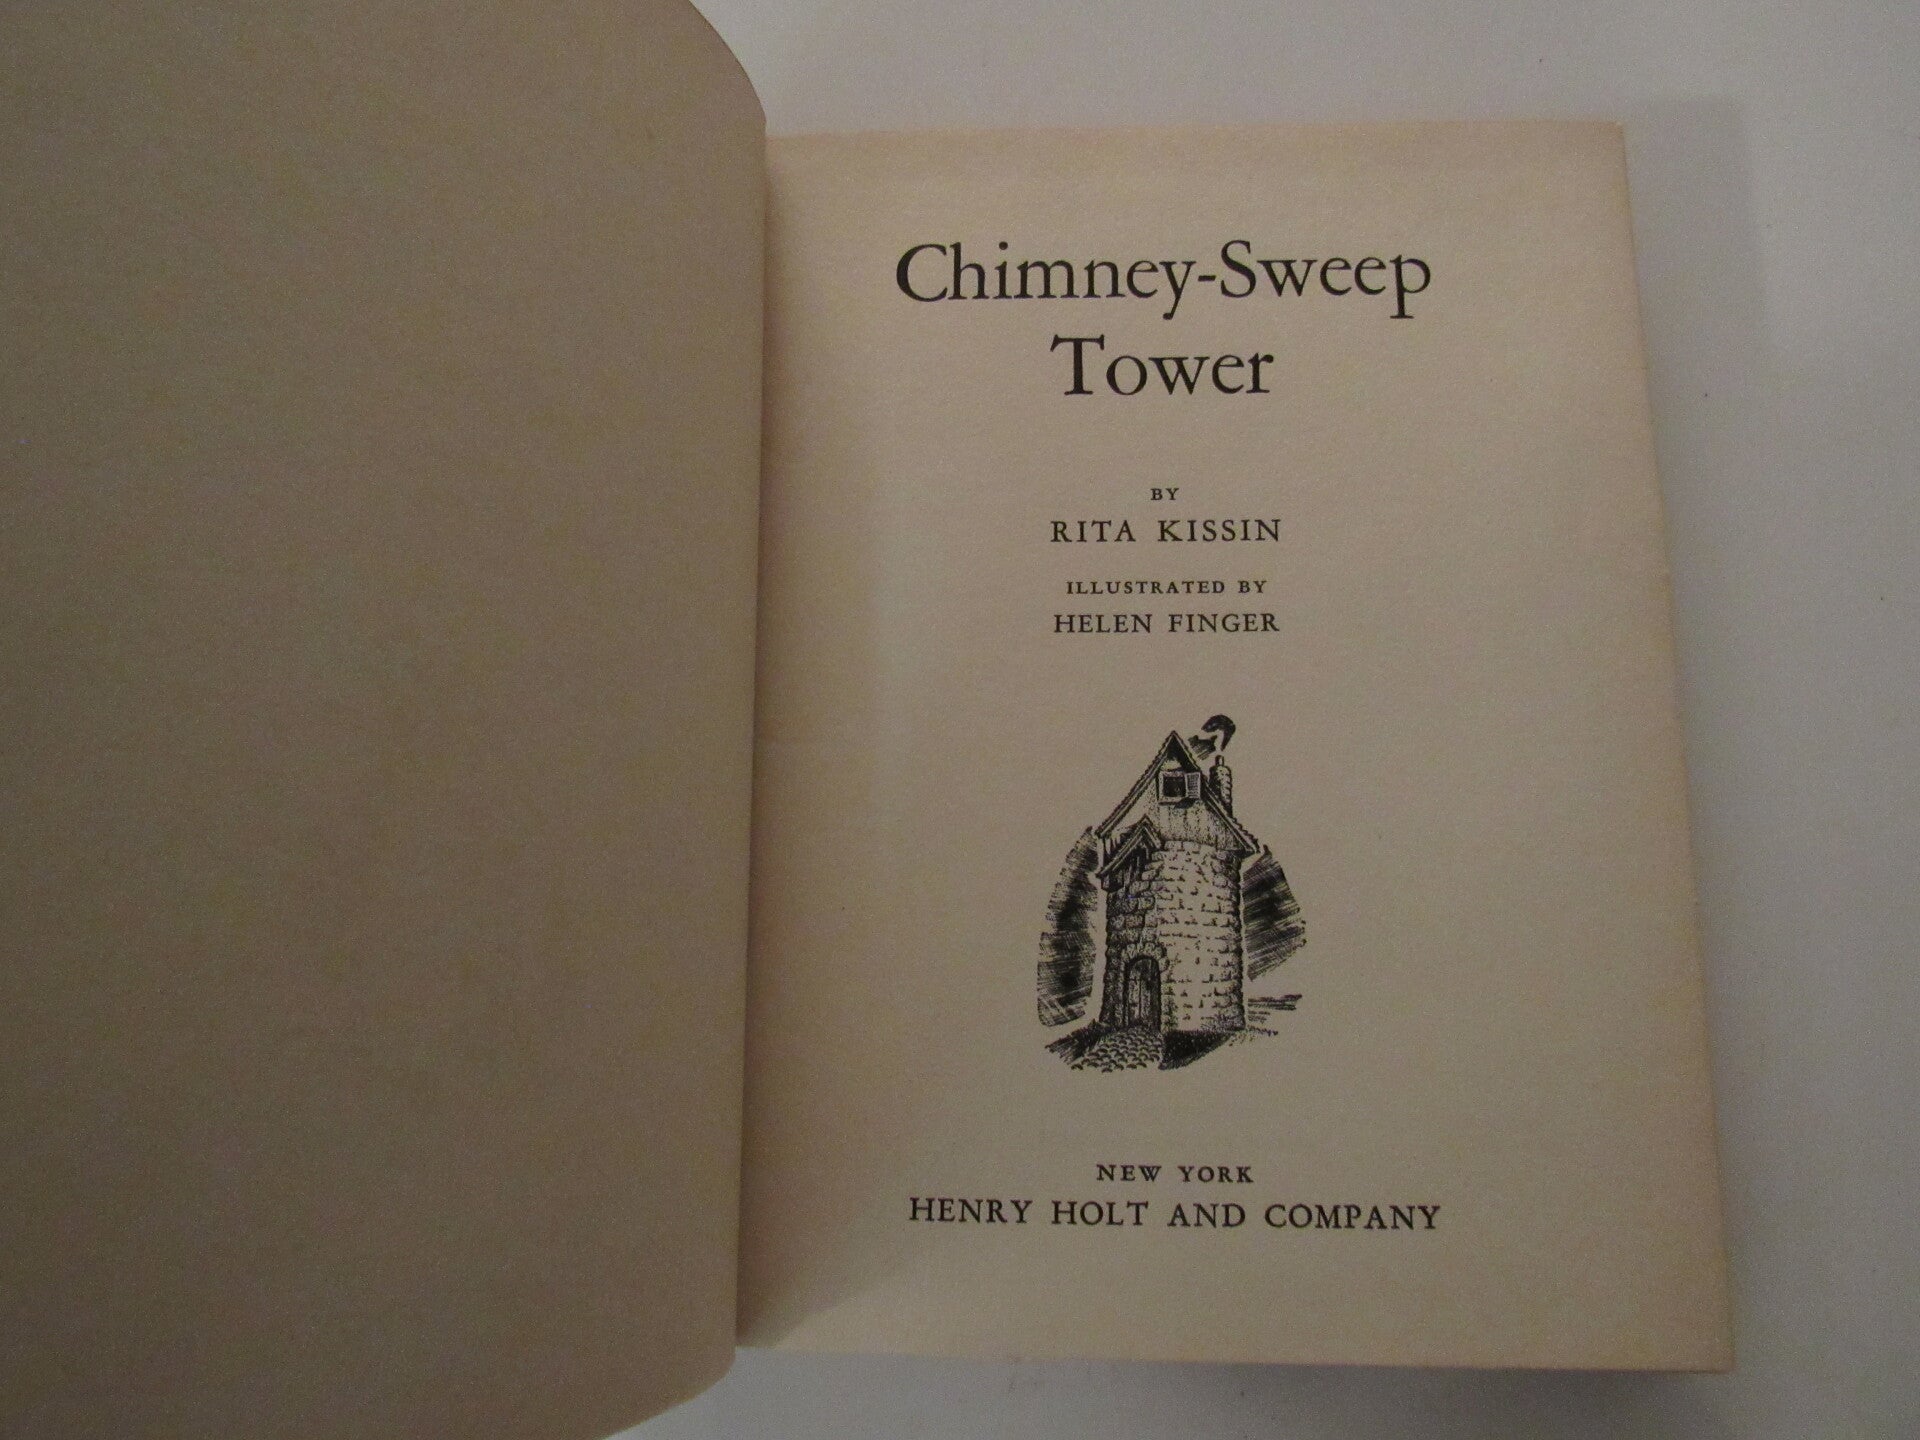 Chimney-Sweep
Tower
BY
RITA KISSIN
ILLUSTRATED BY
HELEN FINGER
NEW YORK
HENRY HOLT AND COMPANY